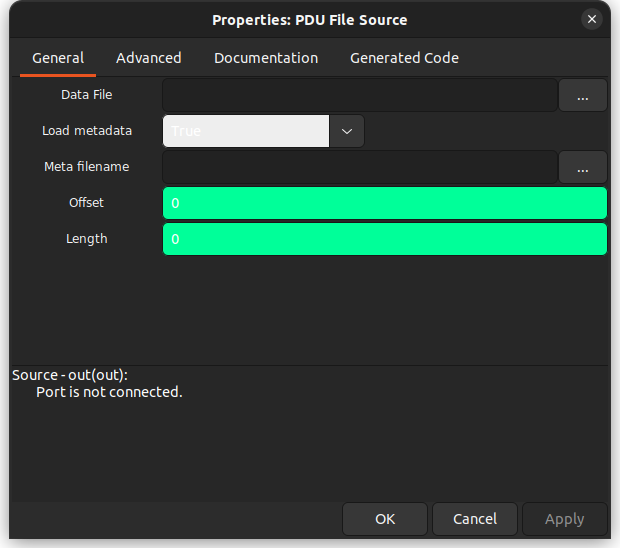 Properties: PDU File Source
General Advanced Documentation Generated Code
Data File ...
Load metadata True
Meta filename ...
Offset 0
Length 0
Source - out(out):
Port is not connected.
OK Cancel Apply